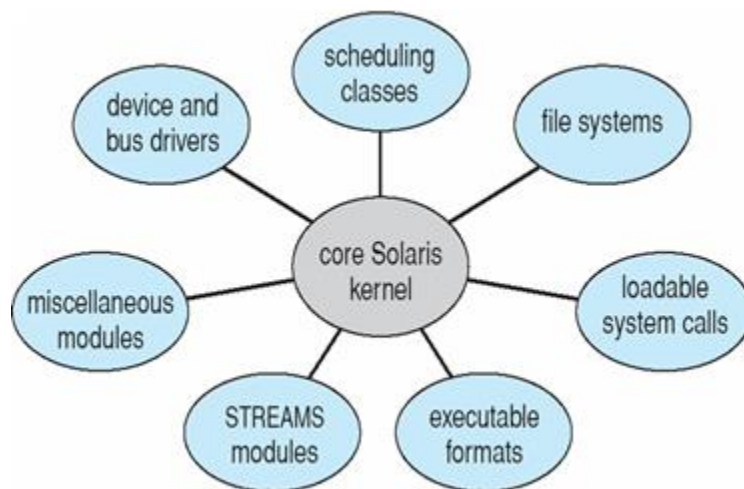 scheduling
classes
device and
bus drivers
file systems
core Solaris
kernel
miscellaneous
modules
loadable
system calls
STREAMS
modules
executable
formats